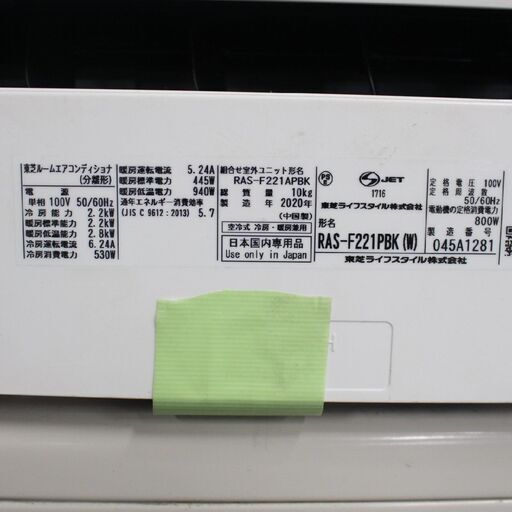 東芝ルームエアコンディショナ
(分離形)
電源
単相 100V 50/60Hz
冷房能力 2.2kW
暖房標準能力 2.2kW
暖房低温能力 2.8kW
冷房運転電流 6.24A
冷房消費電力 530W
暖房運転電流 5.24A
暖房標準電力 445W
暖房低温電力 940W
通年エネルギー消費効率
(JIS C 9612:2013) 5.7
組合せ室外ユニット形名
RAS-F221APBK
総質量 10kg
製造年 2020年
(中国製)
空冷式 冷房・暖房兼用
日本国内専用品
Use only in Japan
PS
E
JET
1716
東芝ライフスタイル株式会社
形名
RAS-F221PBK(W)
定格電圧 100V
定格周波数
50/60Hz
電動機の定格消費電力
800W
製造番号
045A1281
東芝ライフスタイル株式会社